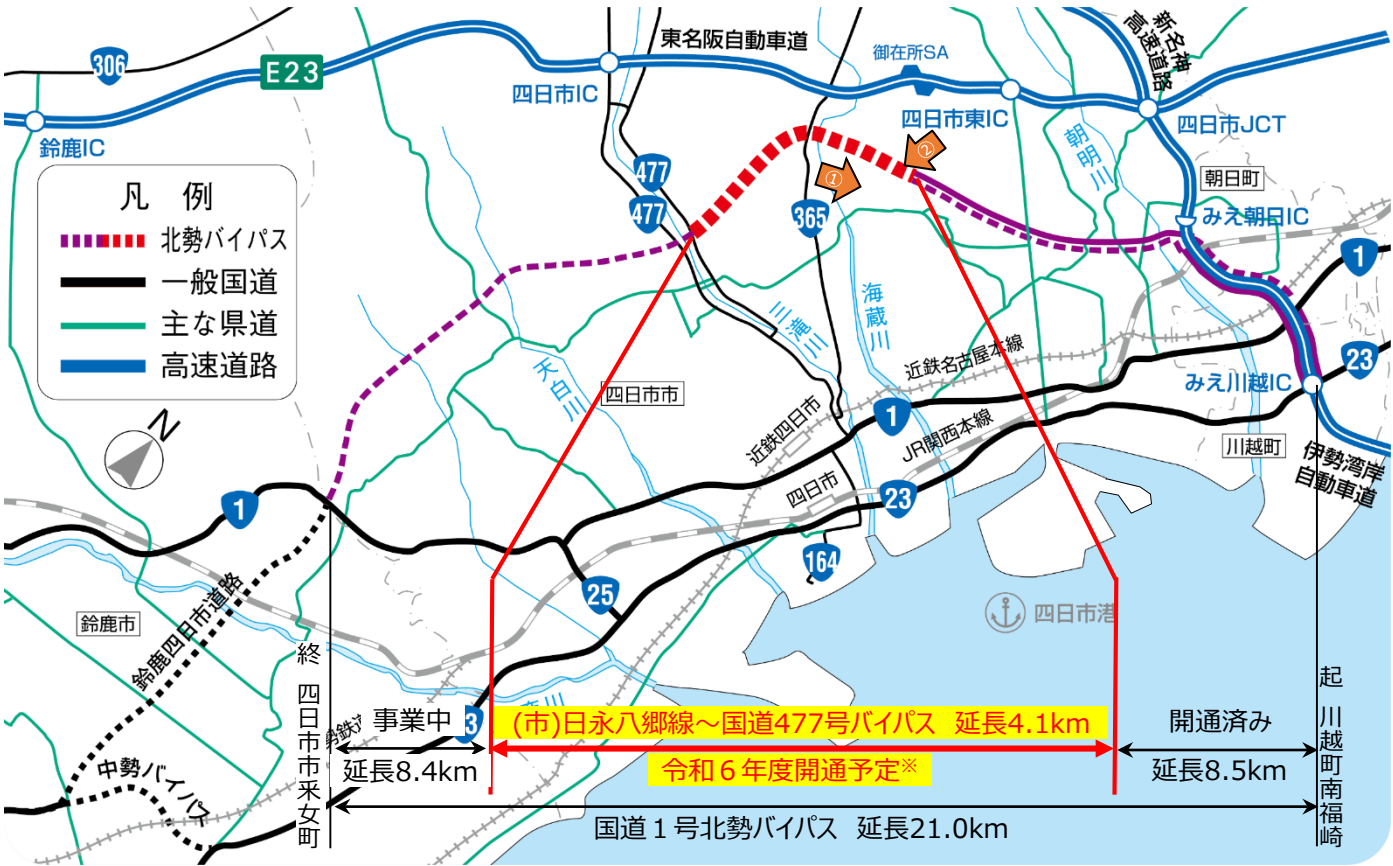 306
E23
東名阪自動車道
御在所SA
新名神
高速道路
四日市IC
四日市東IC
四日市JCT
鈴鹿IC
朝明川
朝日町
みえ朝日IC
凡 例
北勢バイパス
一般国道
主な県道
高速道路
N
477
477
①
②
365
1
三滝川
海蔵川
天白川
四日市市
近鉄名古屋本線
近鉄四日市
1
JR関西本線
四日市
23
みえ川越IC
23
川越町
伊勢湾岸
自動車道
1
25
164
四日市港
鈴鹿市
鈴鹿四日市道路
中勢バイパス
終 四日市市釆女町
起 川越町南福崎
事業中
延長8.4km
3
川
(市)日永八郷線～国道477号バイパス 延長4.1km
令和6年度開通予定※
開通済み
延長8.5km
国道1号北勢バイパス 延長21.0km